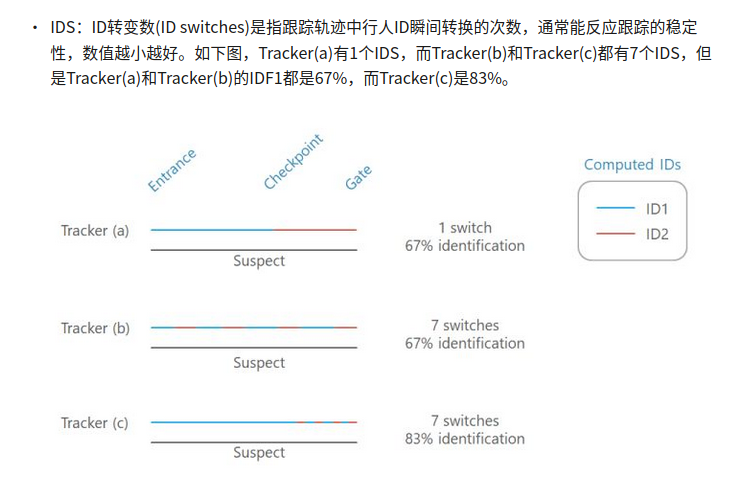 • IDS：ID转变数(ID switches)是指跟踪轨迹中行人ID瞬间转换的次数，通常能反应跟踪的稳定
性，数值越小越好。如下图，Tracker(a)有1个IDS，而Tracker(b)和Tracker(c)都有7个IDS，但
是Tracker(a)和Tracker(b)的IDF1都是67%，而Tracker(c)是83%。
Entrance
Checkpoint
Gate
Computed IDs
ID1
ID2
Tracker (a)
Suspect
1 switch
67% identification
Tracker (b)
Suspect
7 switches
67% identification
Tracker (c)
Suspect
7 switches
83% identification